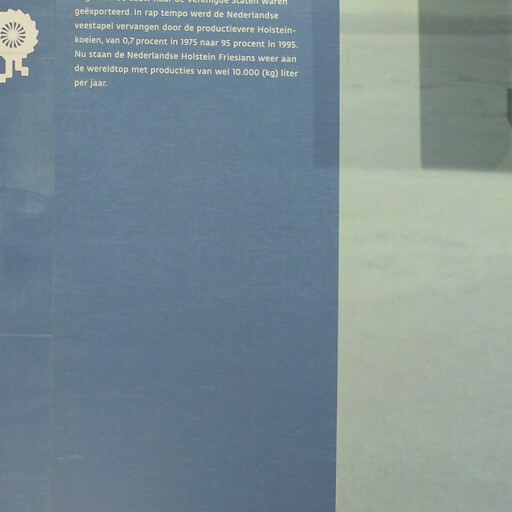 naar de Verenigde Staten waren
geëxporteerd. In rap tempo werd de Nederlandse
veestapel vervangen door de productievere Holstein-
koeien, van 0,7 procent in 1975 naar 95 procent in 1995.
Nu staan de Nederlandse Holstein Friesians weer aan
de wereldtop met producties van wel 10.000 (kg) liter
per jaar.